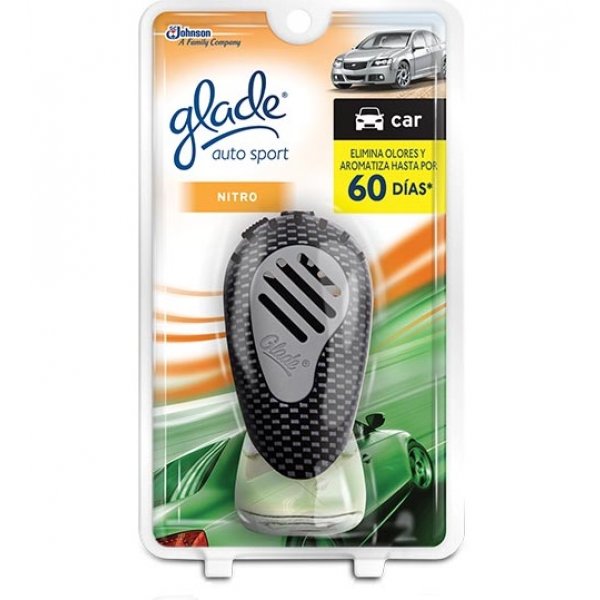 SC Johnson
A Family Company
glade®
auto sport
NITRO
car
ELIMINA OLORES Y
AROMATIZA HASTA POR
60 DÍAS*
Glade®